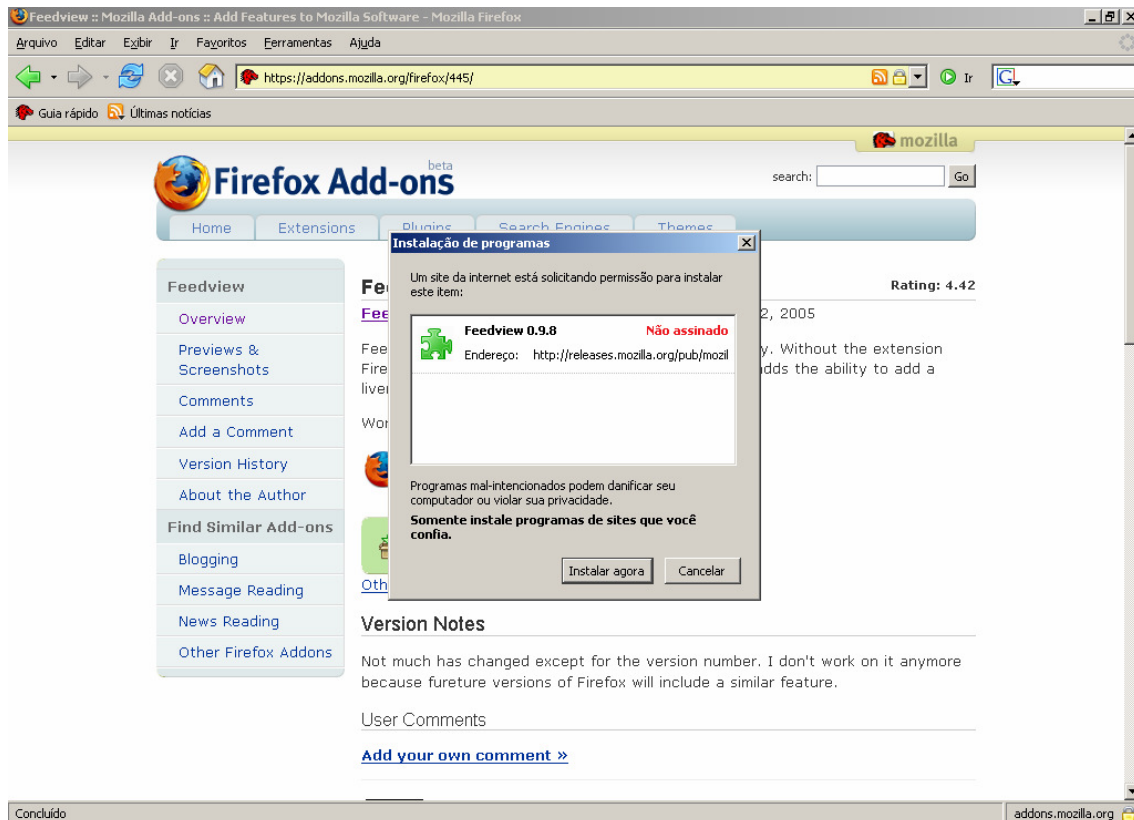 Feedview :: Mozilla Add-ons :: Add Features to Mozilla Software - Mozilla Firefox
Arquivo Editar Exibir Ir Favoritos Ferramentas Ajuda
https://addons.mozilla.org/firefox/445/ Ir G
Guia rápido Últimas notícias
mozilla
Firefox Add-ons beta
search: Go
Home Extensions Plugins Search Engines Themes
Instalação de programas
Um site da internet está solicitando permissão para instalar
este item:
Feedview 0.9.8 Não assinado
Endereço: http://releases.mozilla.org/pub/mozil
Programas mal-intencionados podem danificar seu
computador ou violar sua privacidade.
Somente instale programas de sites que você
confia.
Instalar agora Cancelar
Feedview
Overview
Previews &
Screenshots
Comments
Add a Comment
Version History
About the Author
Find Similar Add-ons
Blogging
Message Reading
News Reading
Other Firefox Addons
Rating: 4.42
2, 2005
y. Without the extension
adds the ability to add a
Version Notes
Not much has changed except for the version number. I don't work on it anymore
because fureture versions of Firefox will include a similar feature.
User Comments
Add your own comment »
Concluído addons.mozilla.org